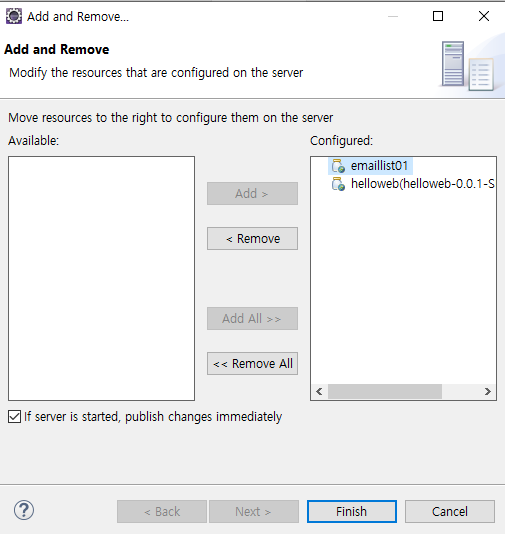 Add and Remove...
Add and Remove
Modify the resources that are configured on the server
Move resources to the right to configure them on the server
Available:
Configured:
emaillist01
helloweb(helloweb-0.0.1-S
Add >
< Remove
Add All >>
<< Remove All
If server is started, publish changes immediately
?
< Back
Next >
Finish
Cancel